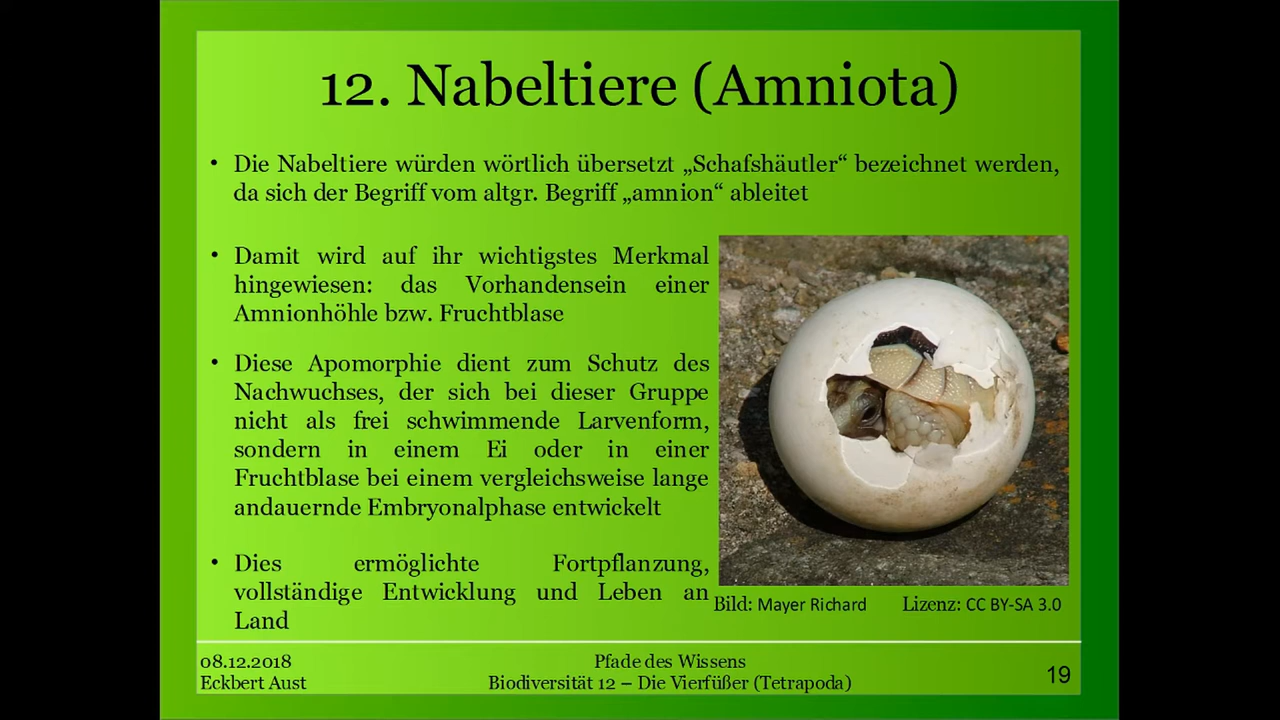 12. Nabeltiere (Amniota)
• Die Nabeltiere würden wörtlich übersetzt „Schafshäutler“ bezeichnet werden,
da sich der Begriff vom altgr. Begriff „amnion“ ableitet
• Damit wird auf ihr wichtigstes Merkmal
hingewiesen: das Vorhandensein einer
Amnionhöhle bzw. Fruchtblase
• Diese Apomorphie dient zum Schutz des
Nachwuchses, der sich bei dieser Gruppe
nicht als frei schwimmende Larvenform,
sondern in einem Ei oder in einer
Fruchtblase bei einem vergleichsweise lange
andauernde Embryonalphase entwickelt
• Dies ermöglichte Fortpflanzung,
vollständige Entwicklung und Leben an
Land
Bild: Mayer Richard Lizenz: CC BY-SA 3.0
08.12.2018
Eckbert Aust
Pfade des Wissens
Biodiversität 12 – Die Vierfüßer (Tetrapoda)
19